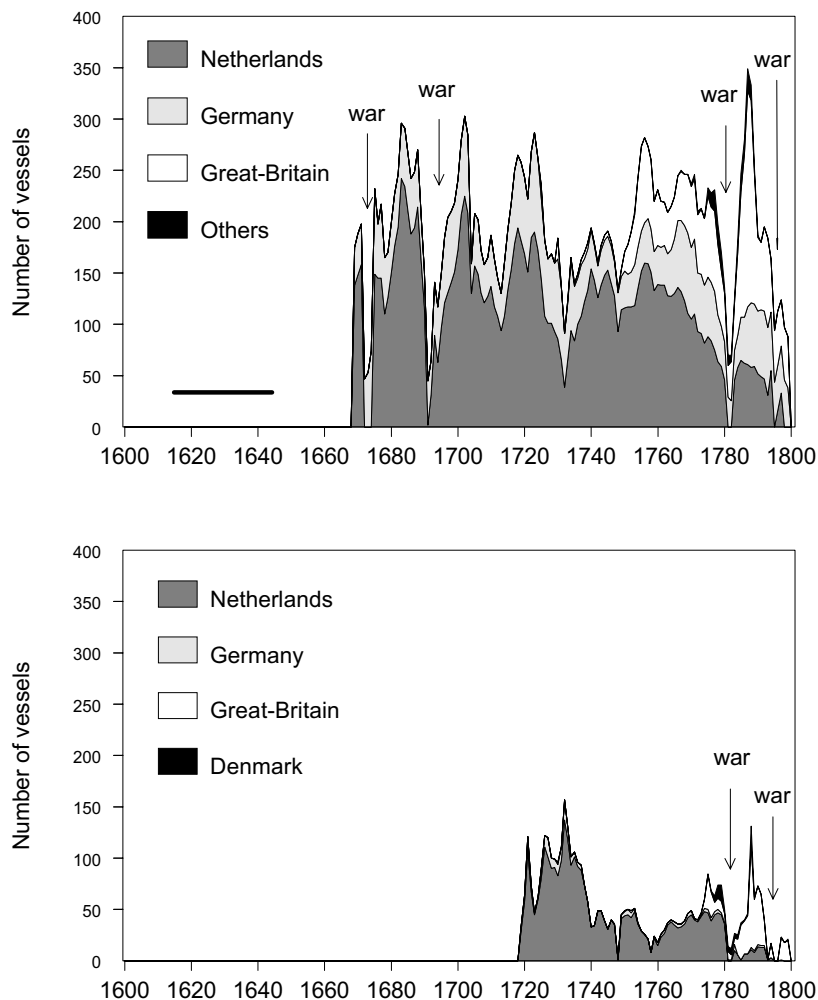 400
350
300
250
200
150
100
50
0
Number of vessels
Netherlands
Germany
Great-Britain
Others
war
war
war
war
1600 1620 1640 1660 1680 1700 1720 1740 1760 1780 1800
400
350
300
250
200
150
100
50
0
Number of vessels
Netherlands
Germany
Great-Britain
Denmark
war
war
1600 1620 1640 1660 1680 1700 1720 1740 1760 1780 1800